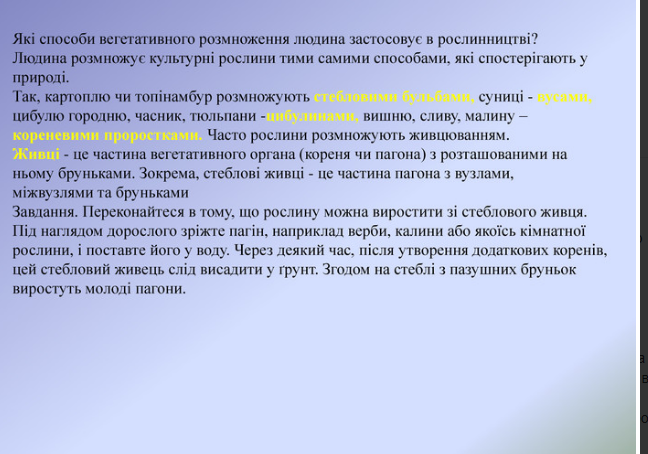 Які способи вегетативного розмноження людина застосовує в рослинництві?
Людина розмножує культурні рослини тими самими способами, які спостерігають у
природі.
Так, картоплю чи топінамбур розмножують стебловими бульбами, суниці - вусами,
цибулю городню, часник, тюльпани -цибулинами, вишню, сливу, малину –
кореневими проростками. Часто рослини розмножують живцюванням.
Живці - це частина вегетативного органа (кореня чи пагона) з розташованими на
ньому бруньками. Зокрема, стеблові живці - це частина пагона з вузлами,
міжвузлями та бруньками
Завдання. Переконайтеся в тому, що рослину можна виростити зі стеблового живця.
Під наглядом дорослого зріжте пагін, наприклад верби, калини або якоїсь кімнатної
рослини, і поставте його у воду. Через деякий час, після утворення додаткових коренів,
цей стебловий живець слід висадити у ґрунт. Згодом на стеблі з пазушних бруньок
виростуть молоді пагони.